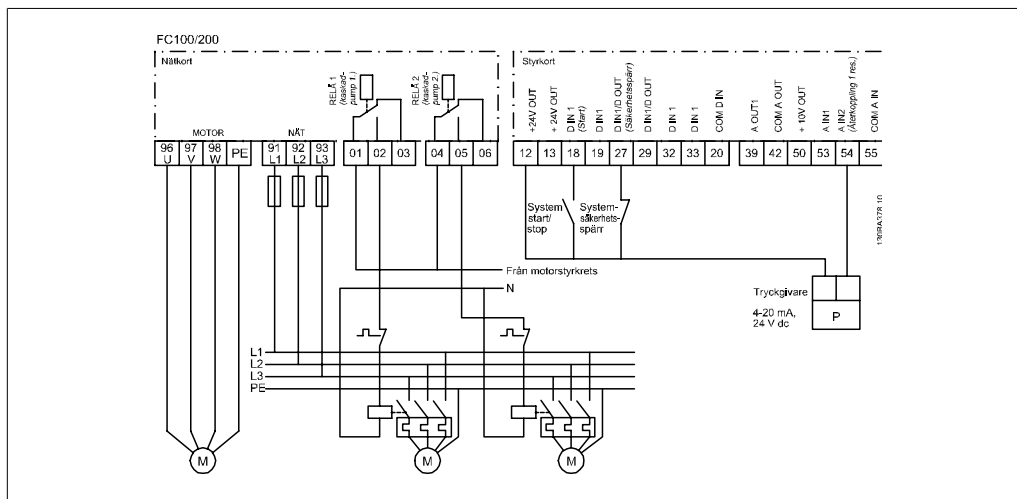 FC100/200
Nätkort
RELÄ 1
(kaskad-
pump 1.)
RELÄ 2
(kaskad-
pump 2.)
MOTOR
NÄT
96 97 98 PE 91 92 93
U V W L1 L2 L3
01 02 03 04 05 06
Styrkort
+24V OUT
+ 24V OUT
D IN 1
(Start)
D IN1
D IN1/D OUT
(Säkerhetsspärr)
D IN1/D OUT
D IN 1
D IN 1
COM D IN
A OUT1
COM A OUT
+ 10V OUT
A IN1
A IN2
(Återkoppling 1 res.)
COM A IN
12 13 18 19 27 29 32 33 20 39 42 50 53 54 55
System
start/
stop
System-
säkerhets-
spärr
130BA378.10
Från motorstyrkrets
N
Tryckgivare
4-20 mA,
24 V dc
P
L1
L2
L3
PE
M
M
M